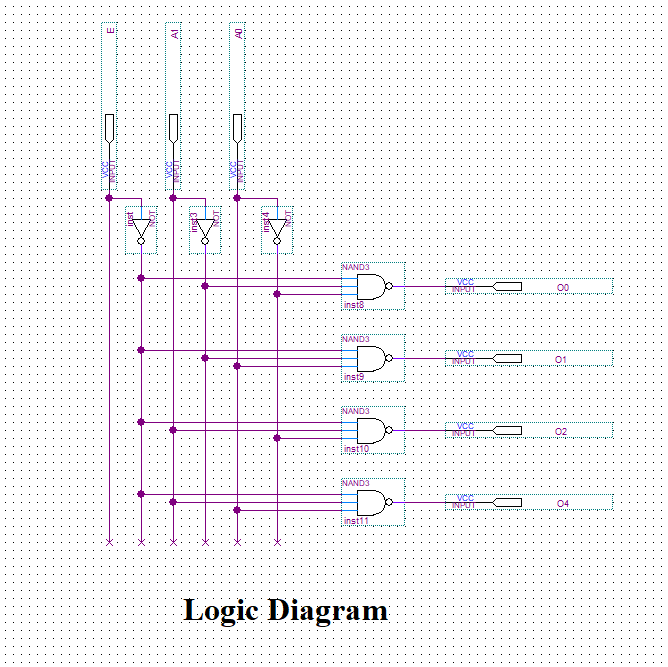 E
A1
A0
VCC
INPUT
VCC
INPUT
VCC
INPUT
inst
NOT
inst3
NOT
inst4
NOT
NAND3
inst8
VCC
INPUT
O0
NAND3
inst9
VCC
INPUT
O1
NAND3
inst10
VCC
INPUT
O2
NAND3
inst11
VCC
INPUT
O4
Logic Diagram